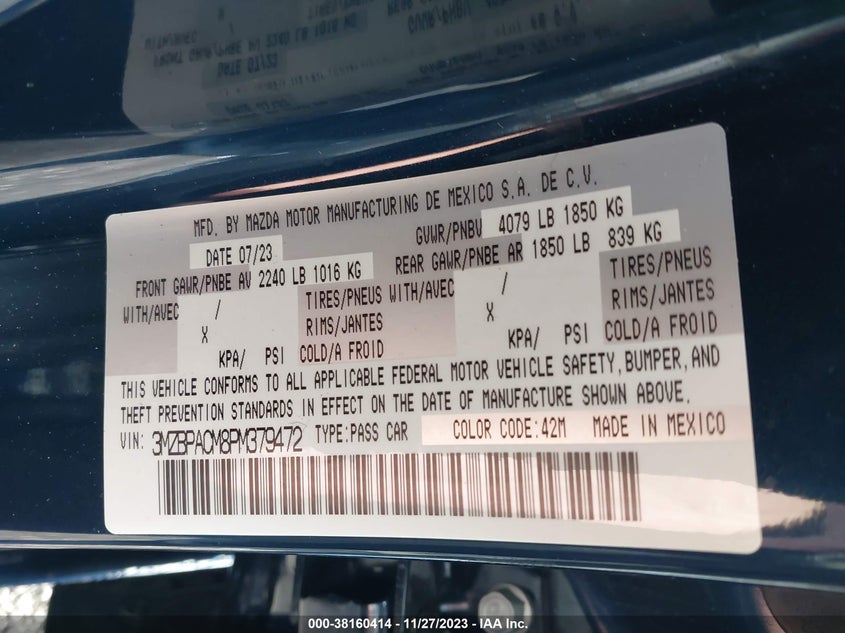 MFD. BY MAZDA MOTOR MANUFACTURING DE MEXICO S.A. DE C.V.
DATE 07/23 GVWR/PNBV 4079 LB 1850 KG
FRONT GAWR/PNBE AV 2240 LB 1016 KG REAR GAWR/PNBE AR 1850 LB 839 KG
WITH/AVEC / TIRES/PNEUS WITH/AVEC / TIRES/PNEUS
X RIMS/JANTES X RIMS/JANTES
KPA/ PSI COLD/A FROID KPA/ PSI COLD/A FROID
THIS VEHICLE CONFORMS TO ALL APPLICABLE FEDERAL MOTOR VEHICLE SAFETY, BUMPER, AND
THEFT PREVENTION STANDARDS IN EFFECT ON THE DATE OF MANUFACTURE SHOWN ABOVE.
VIN: 3MZBPACM8PM379472 TYPE:PASS CAR COLOR CODE:42M MADE IN MEXICO
000-38160414 - 11/27/2023 - IAA Inc.